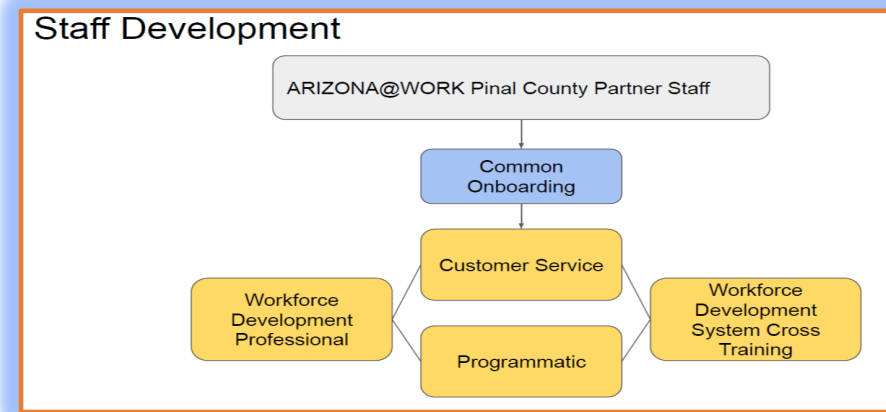 Staff Development
ARIZONA@WORK Pinal County Partner Staff
Common
Onboarding
Customer Service
Workforce
Development
Professional
Workforce
Development
System Cross
Training
Programmatic